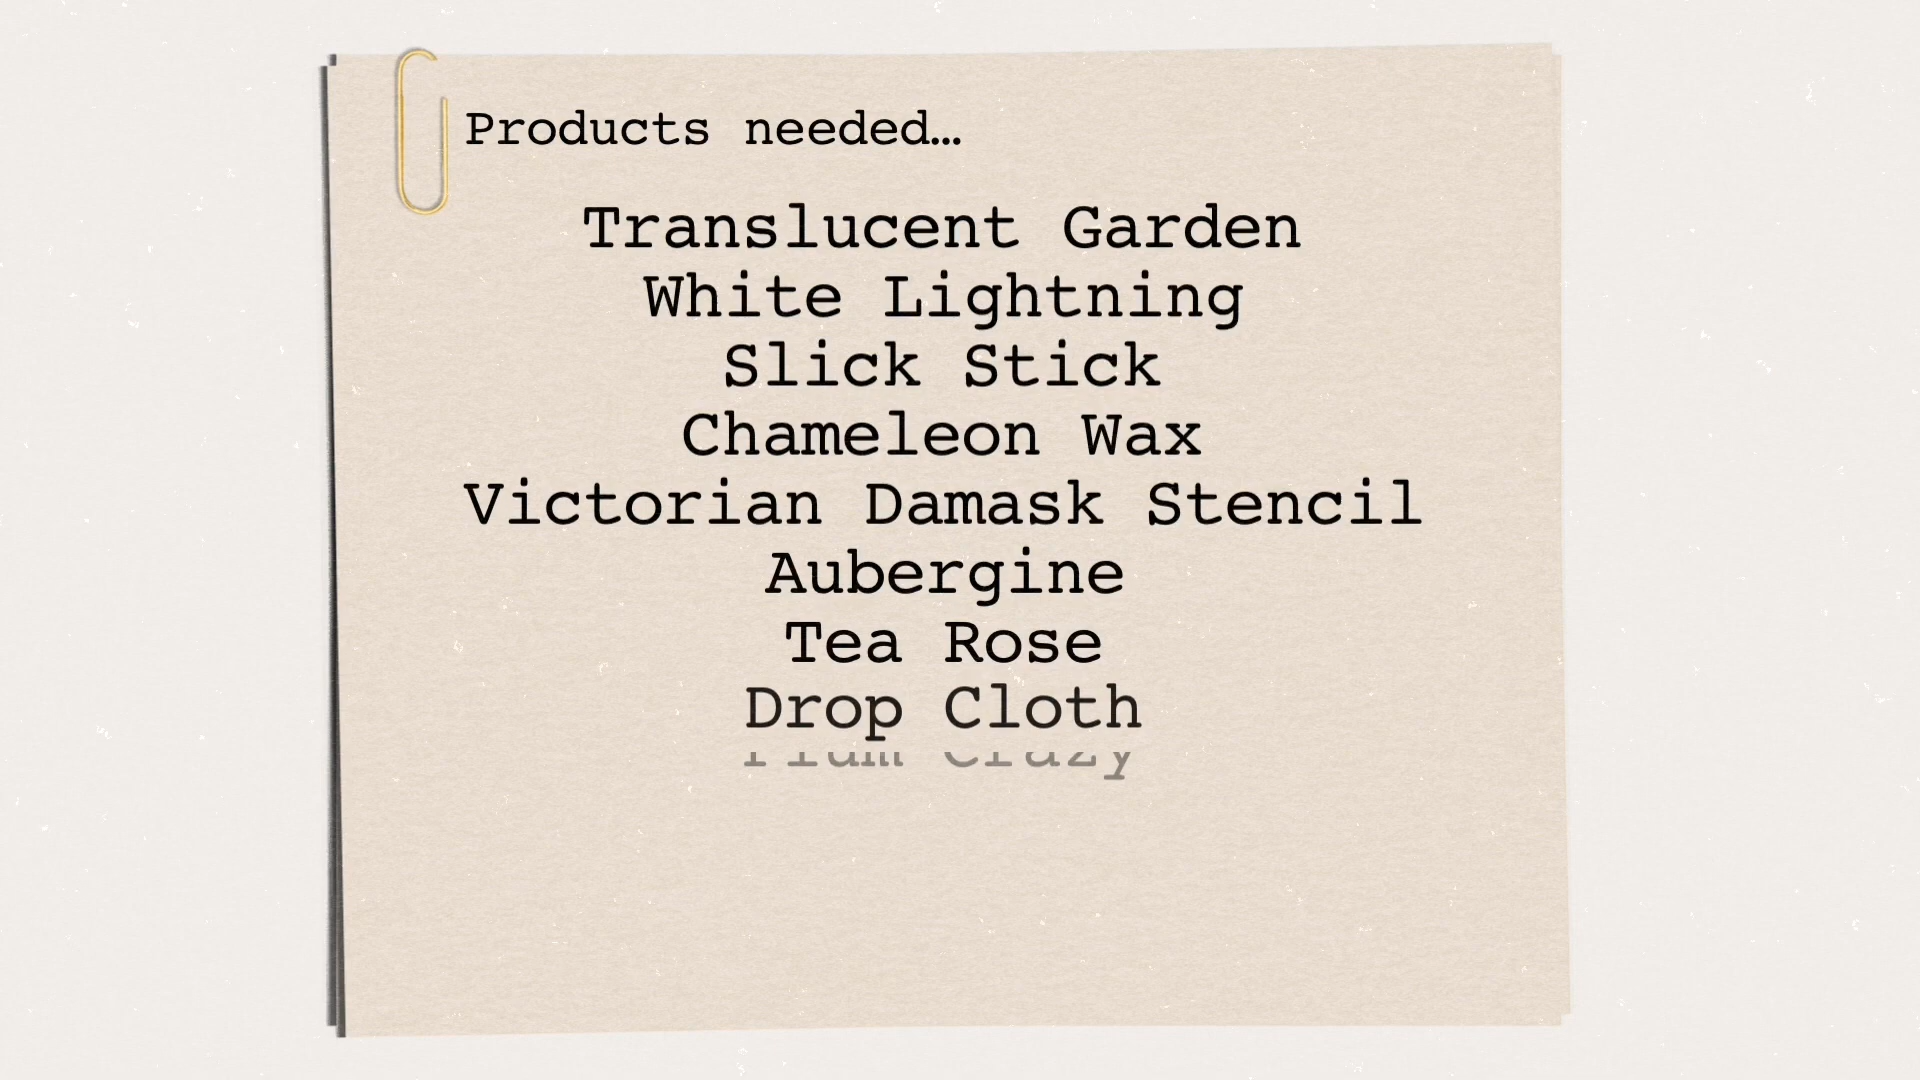 Products needed…
Translucent Garden
White Lightning
Slick Stick
Chameleon Wax
Victorian Damask Stencil
Aubergine
Tea Rose
Drop Cloth